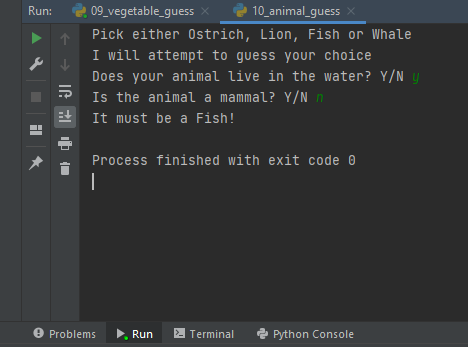 Run: 09_vegetable_guess 10_animal_guess
Pick either Ostrich, Lion, Fish or Whale
I will attempt to guess your choice
Does your animal live in the water? Y/N y
Is the animal a mammal? Y/N n
It must be a Fish!
Process finished with exit code 0
Problems Run Terminal Python Console